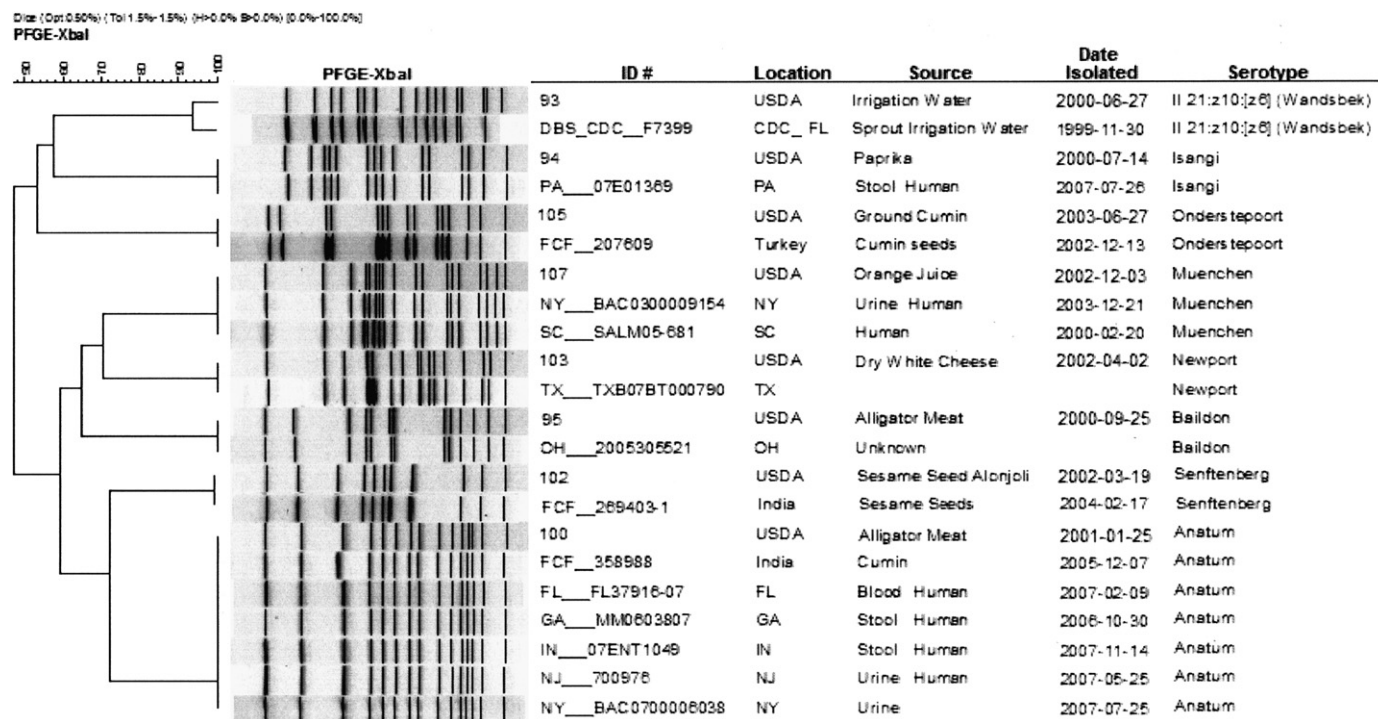 Dice (Opt:0.50%) (Tol 1.5%-1.5%) (H>0.0% S>0.0%) [0.0%-100.0%]
PFGE-XbaI
50 60 70 80 90 100
PFGE-XbaI ID # Location Source Date Isolated Serotype
93 USDA Irrigation Water 2000-06-27 II 21:z10:[z6] (Wandsbek)
DBS_CDC__F7399 CDC_ FL Sprout Irrigation Water 1999-11-30 II 21:z10:[z6] (Wandsbek)
94 USDA Paprika 2000-07-14 Isangi
PA___07E01369 PA Stool Human 2007-07-26 Isangi
105 USDA Ground Cumin 2003-06-27 Onderstepoort
FCF__207609 Turkey Cumin seeds 2002-12-13 Onderstepoort
107 USDA Orange Juice 2002-12-03 Muenchen
NY___BAC0300009154 NY Urine Human 2003-12-21 Muenchen
SC___SALM05-681 SC Human 2000-02-20 Muenchen
103 USDA Dry White Cheese 2002-04-02 Newport
TX___TXB07BT000790 TX Newport
95 USDA Alligator Meat 2000-09-25 Baildon
OH___2005305521 OH Unknown Baildon
102 USDA Sesame Seed Alonjoli 2002-03-19 Senftenberg
FCF__269403-1 India Sesame Seeds 2004-02-17 Senftenberg
100 USDA Alligator Meat 2001-01-25 Anatum
FCF__358988 India Cumin 2005-12-07 Anatum
FL___FL37916-07 FL Blood Human 2007-02-09 Anatum
GA___MM0603807 GA Stool Human 2006-10-30 Anatum
IN___07ENT1049 IN Stool Human 2007-11-14 Anatum
NJ___700976 NJ Urine Human 2007-05-25 Anatum
NY___BAC0700006038 NY Urine 2007-07-25 Anatum